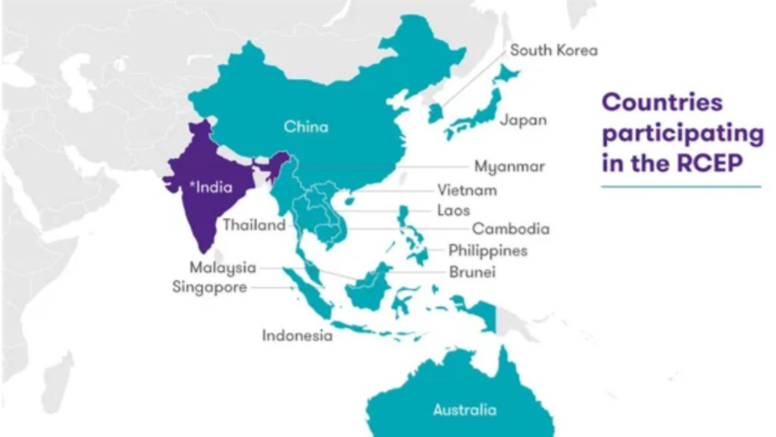 South Korea
Countries
participating
in the RCEP
Japan
China
Myanmar
*India
Vietnam
Laos
Thailand
Cambodia
Philippines
Malaysia
Brunei
Singapore
Indonesia
Australia